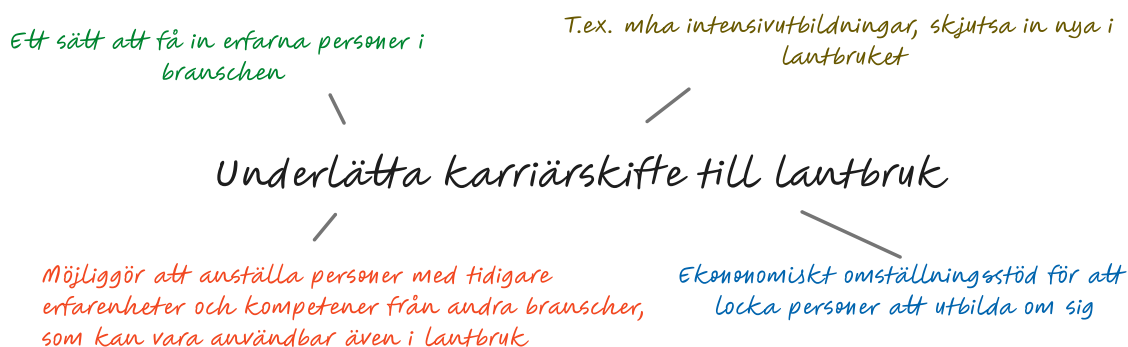 Ett sätt att få in erfarna personer i
branschen
T.ex. mha intensivutbildningar, skjutsa in nya i
lantbruket
Underlätta karriärskifte till lantbruk
Möjliggör att anställa personer med tidigare
erfarenheter och kompetener från andra branscher,
som kan vara användbar även i lantbruk
Ekononomiskt omställningsstöd för att
locka personer att utbilda om sig